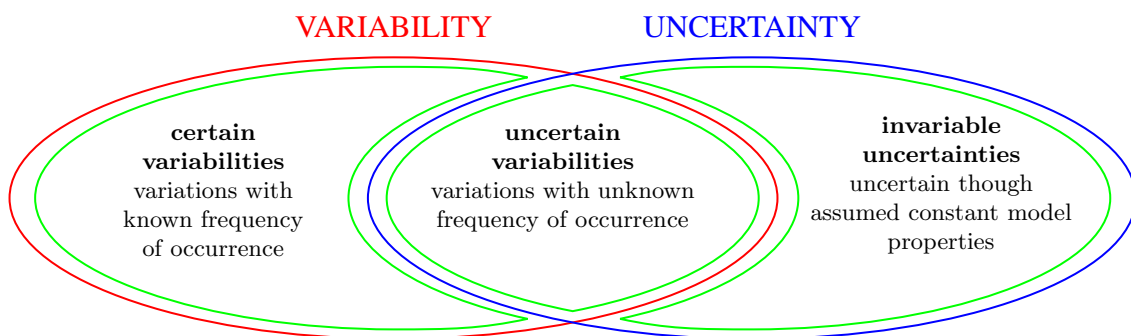 VARIABILITY
UNCERTAINTY
certain
variabilities
variations with
known frequency
of occurrence
uncertain
variabilities
variations with unknown
frequency of occurrence
invariable
uncertainties
uncertain though
assumed constant model
properties